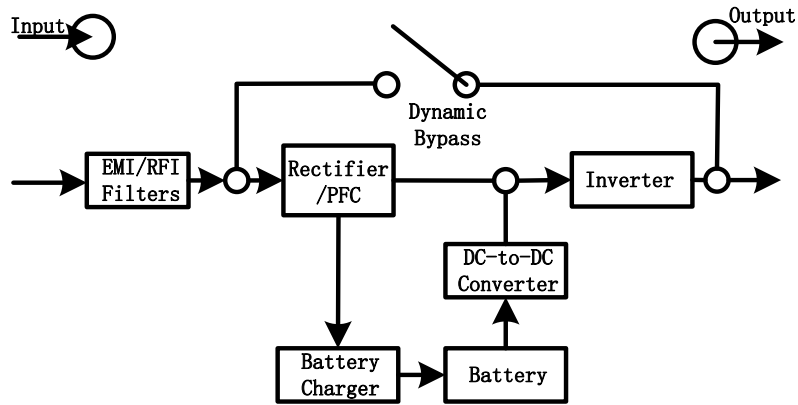 Input
Output
Dynamic
Bypass
EMI/RFI
Filters
Rectifier
/PFC
Inverter
DC-to-DC
Converter
Battery
Charger
Battery